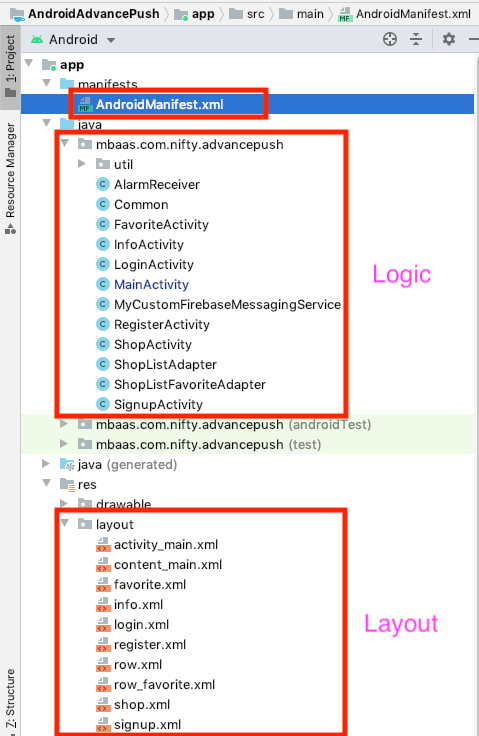 AndroidAdvancePush app src main AndroidManifest.xml
1: Project
Resource Manager
Z: Structure
Android
app
manifests
AndroidManifest.xml
java
mbaas.com.nifty.advancepush
util
AlarmReceiver
Common
FavoriteActivity
InfoActivity
LoginActivity
MainActivity
MyCustomFirebaseMessagingService
RegisterActivity
ShopActivity
ShopListAdapter
ShopListFavoriteAdapter
SignupActivity
Logic
mbaas.com.nifty.advancepush (androidTest)
mbaas.com.nifty.advancepush (test)
java (generated)
res
drawable
layout
activity_main.xml
content_main.xml
favorite.xml
info.xml
login.xml
register.xml
row.xml
row_favorite.xml
shop.xml
signup.xml
Layout